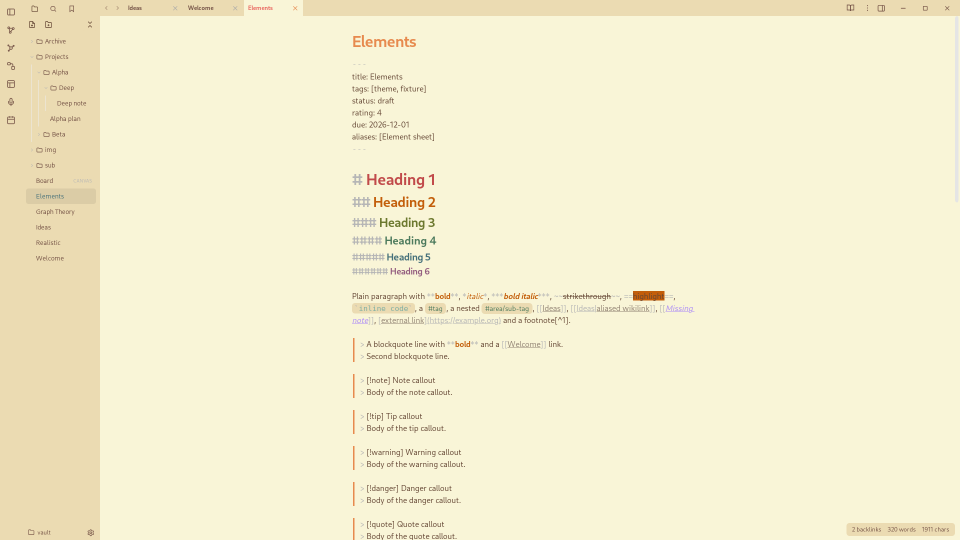 Ideas
Welcome
Elements
Archive
Projects
Alpha
Deep
Deep note
Alpha plan
Beta
img
sub
Board CANVAS
Elements
Graph Theory
Ideas
Realistic
Welcome
vault
Elements
---
title: Elements
tags: [theme, fixture]
status: draft
rating: 4
due: 2026-12-01
aliases: [Element sheet]
---
# Heading 1
## Heading 2
### Heading 3
#### Heading 4
##### Heading 5
###### Heading 6
Plain paragraph with **bold**, *italic*, ***bold italic***, ~~strikethrough~~, ==highlight==,
`inline code`, a #tag, a nested #area/sub-tag, [[Ideas]], [[Ideas|aliased wikilink]], [[Missing
note]], [external link](https://example.org) and a footnote[^1].
> A blockquote line with **bold** and a [[Welcome]] link.
> Second blockquote line.
> [!note] Note callout
> Body of the note callout.
> [!tip] Tip callout
> Body of the tip callout.
> [!warning] Warning callout
> Body of the warning callout.
> [!danger] Danger callout
> Body of the danger callout.
> [!quote] Quote callout
> Body of the quote callout.
2 backlinks 320 words 1911 chars